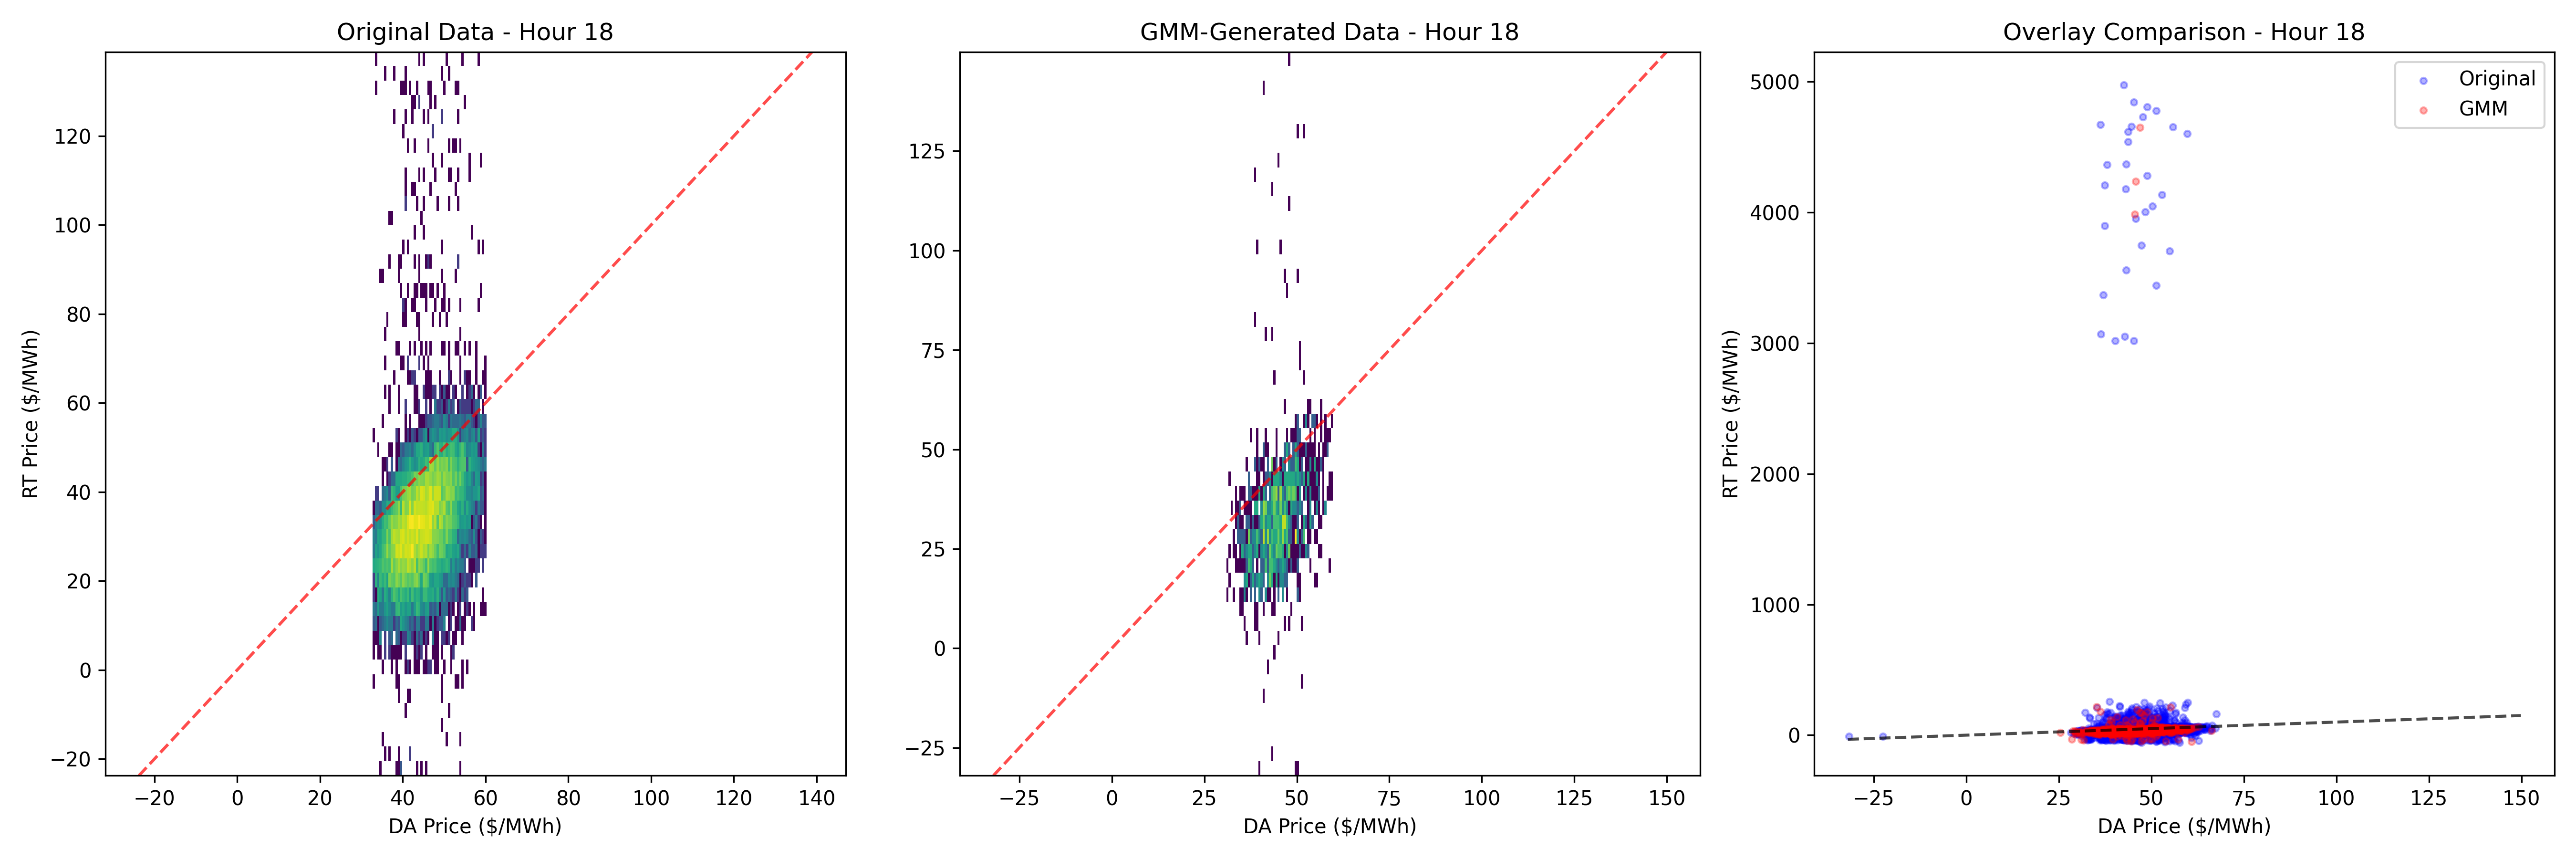 Original Data - Hour 18
RT Price ($/MWh)
120
100
80
60
40
20
0
−20
−20 0 20 40 60 80 100 120 140
DA Price ($/MWh)
GMM-Generated Data - Hour 18
125
100
75
50
25
0
−25
−25 0 25 50 75 100 125 150
DA Price ($/MWh)
Overlay Comparison - Hour 18
Original
GMM
RT Price ($/MWh)
5000
4000
3000
2000
1000
0
−25 0 25 50 75 100 125 150
DA Price ($/MWh)